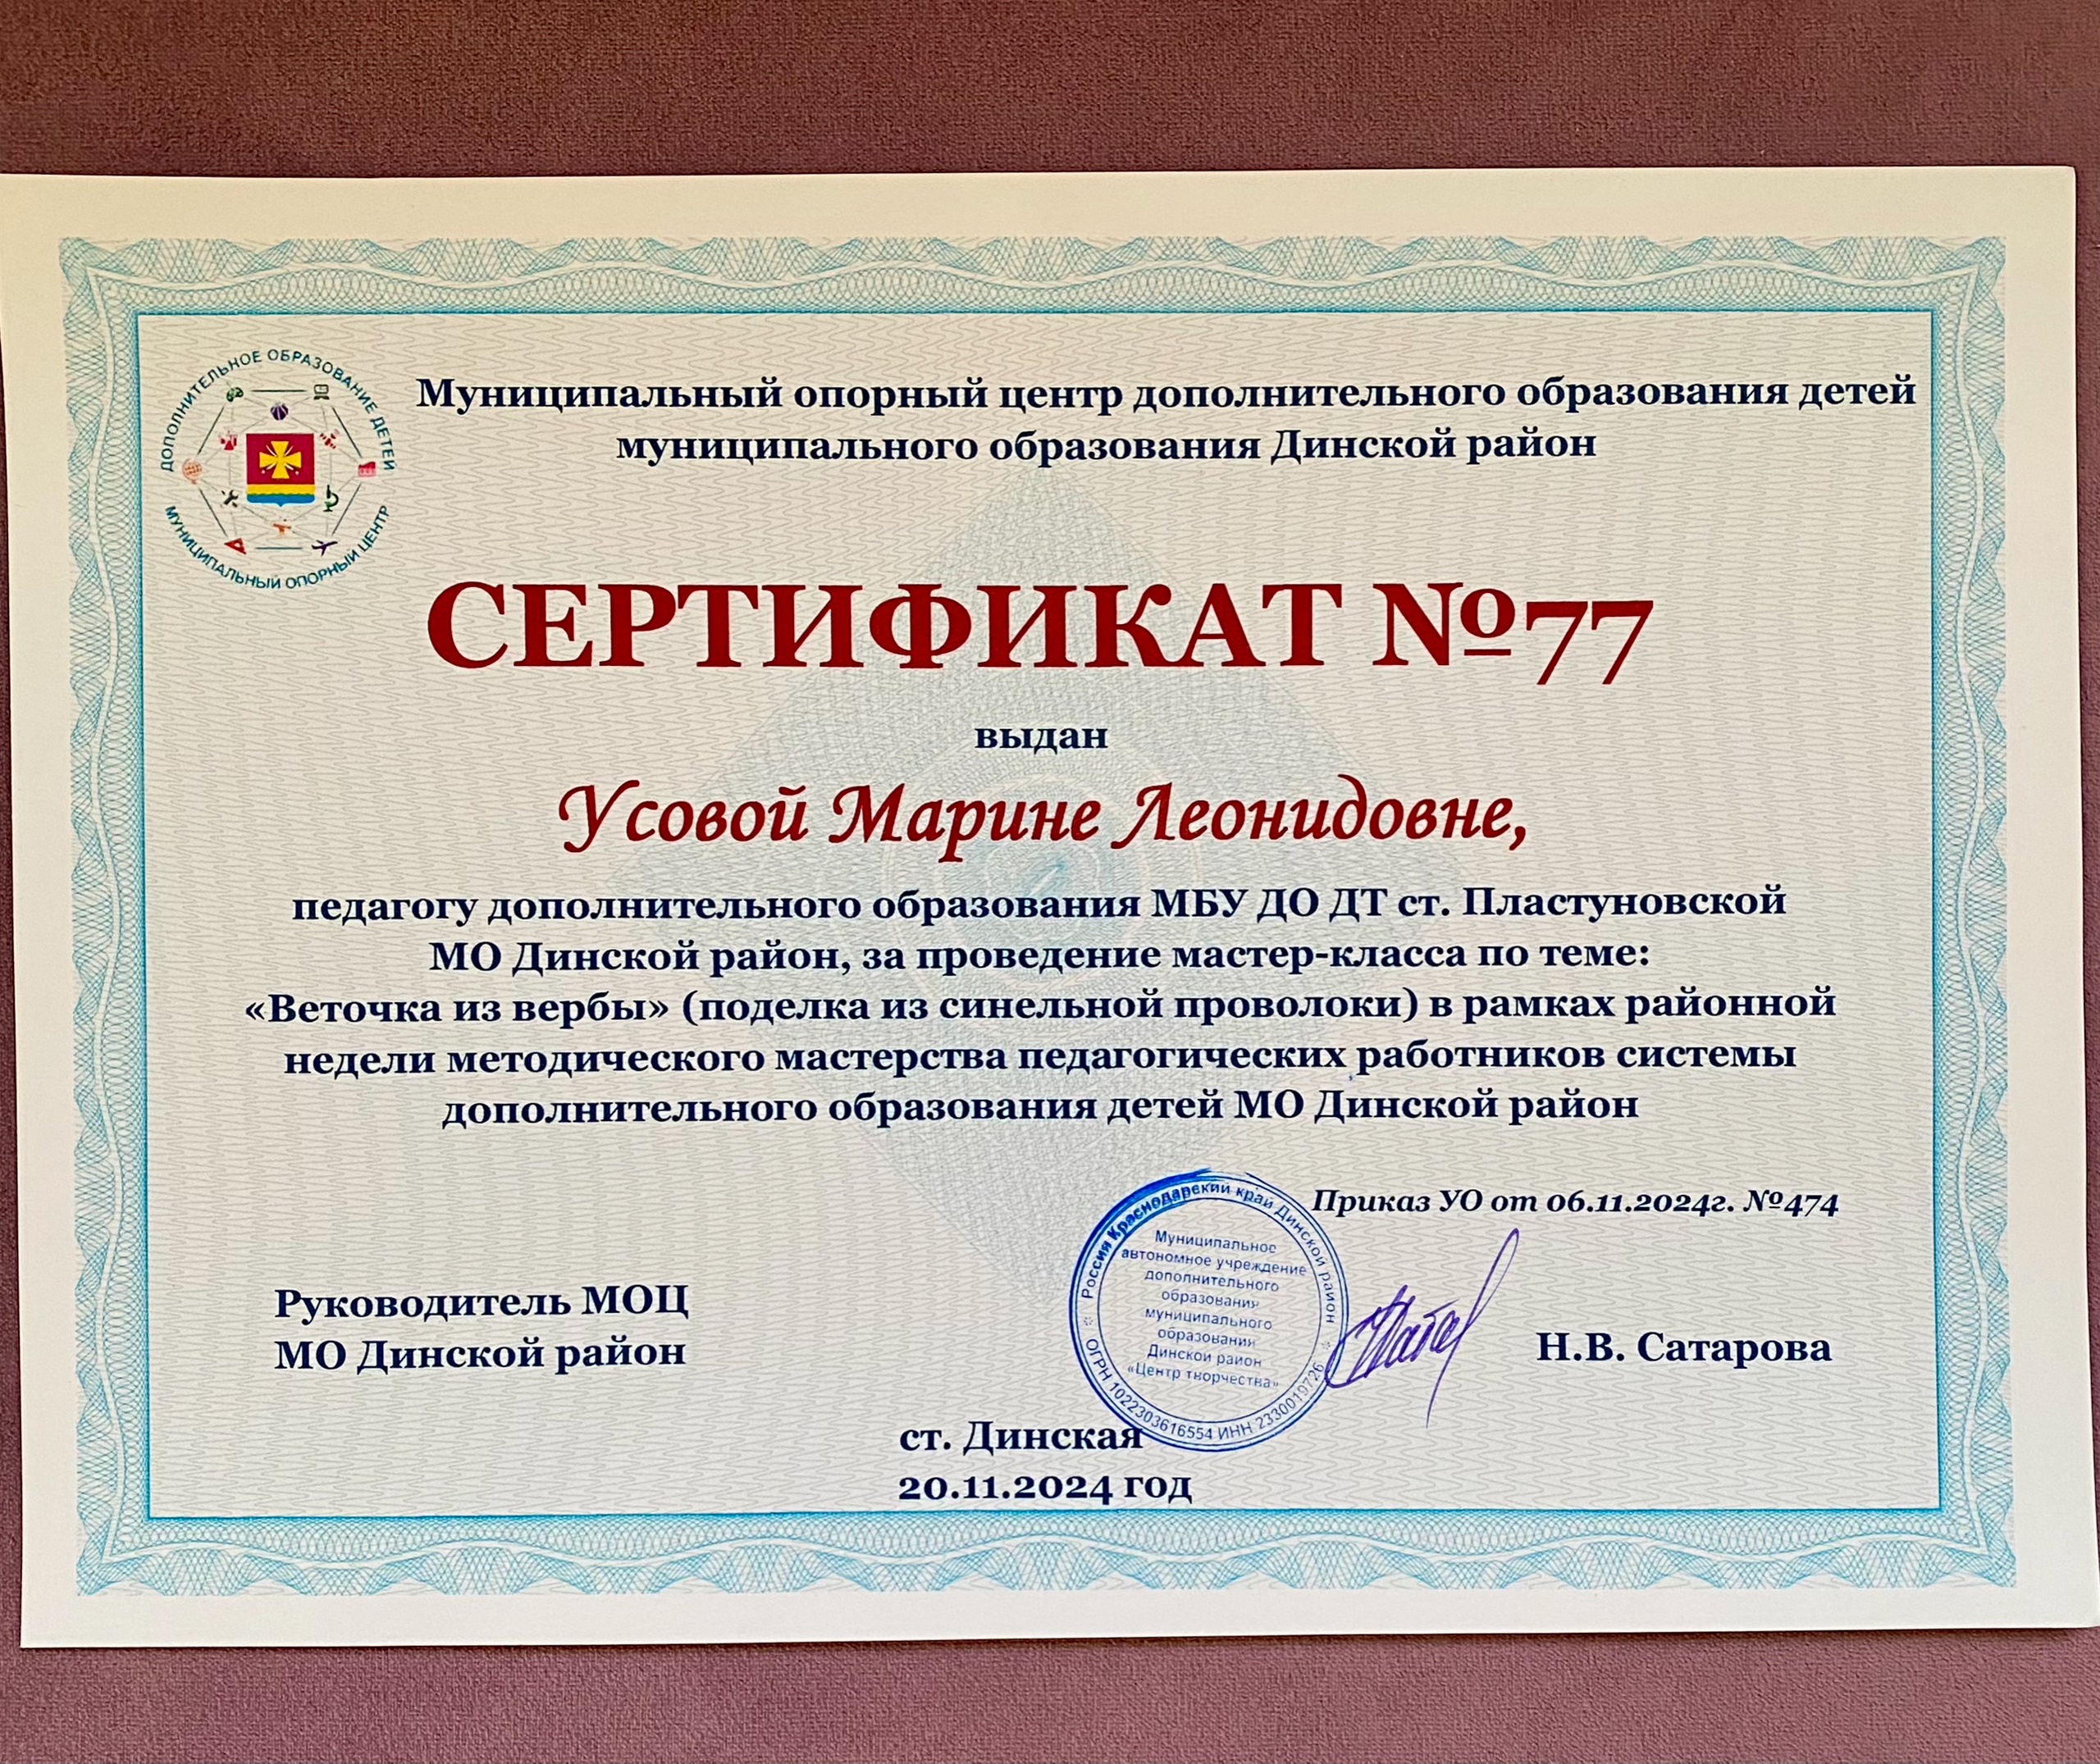 ДОПОЛНИТЕЛЬНОЕ ОБРАЗОВАНИЕ ДЕТЕЙ
МУНИЦИПАЛЬНЫЙ ОПОРНЫЙ ЦЕНТР
Муниципальный опорный центр дополнительного образования детей
муниципального образования Динской район
СЕРТИФИКАТ №77
выдан
Усовой Марине Леонидовне,
педагогу дополнительного образования МБУ ДО ДТ ст. Пластуновской
МО Динской район, за проведение мастер-класса по теме:
«Веточка из вербы» (поделка из синельной проволоки) в рамках районной
недели методического мастерства педагогических работников системы
дополнительного образования детей МО Динской район
Приказ УО от 06.11.2024г. №474
Россия Краснодарский край Динской район
Муниципальное
автономное учреждение
дополнительного
образования
муниципального
образования
Динской район
«Центр творчества»
ОГРН 1022303616554 ИНН 2330019726
Руководитель МОЦ
МО Динской район
Н.В. Сатарова
ст. Динская
20.11.2024 год